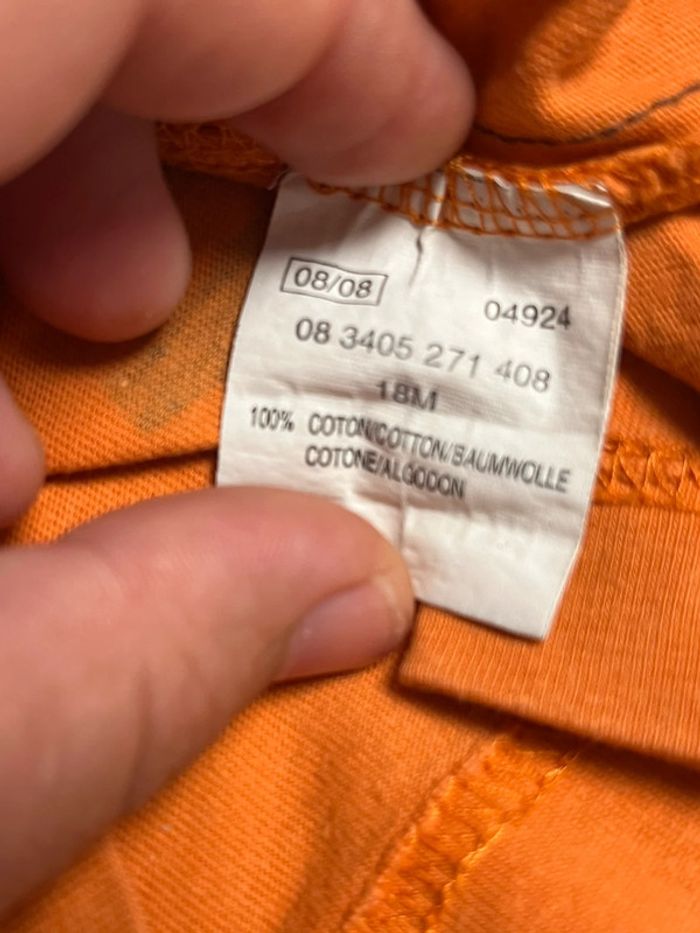 08/08
04924
08 3405 271 408
18M
100% COTON/COTTON/BAUMWOLLE
COTONE/ALGODON